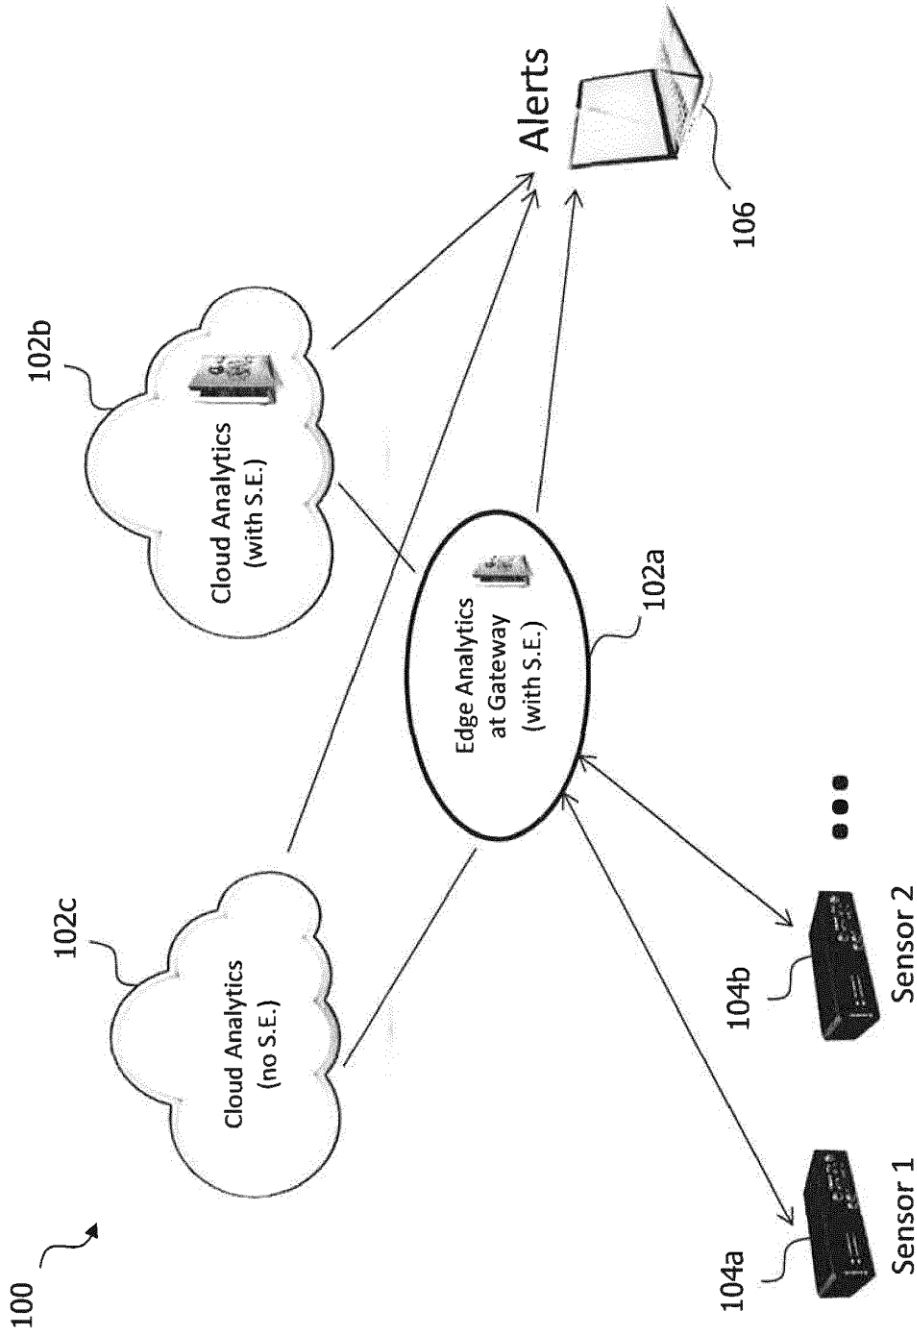 100
102c
Cloud Analytics
(no S.E.)
102b
Cloud Analytics
(with S.E.)
Edge Analytics
at Gateway
(with S.E.)
102a
Alerts
106
104a
Sensor 1
104b
Sensor 2